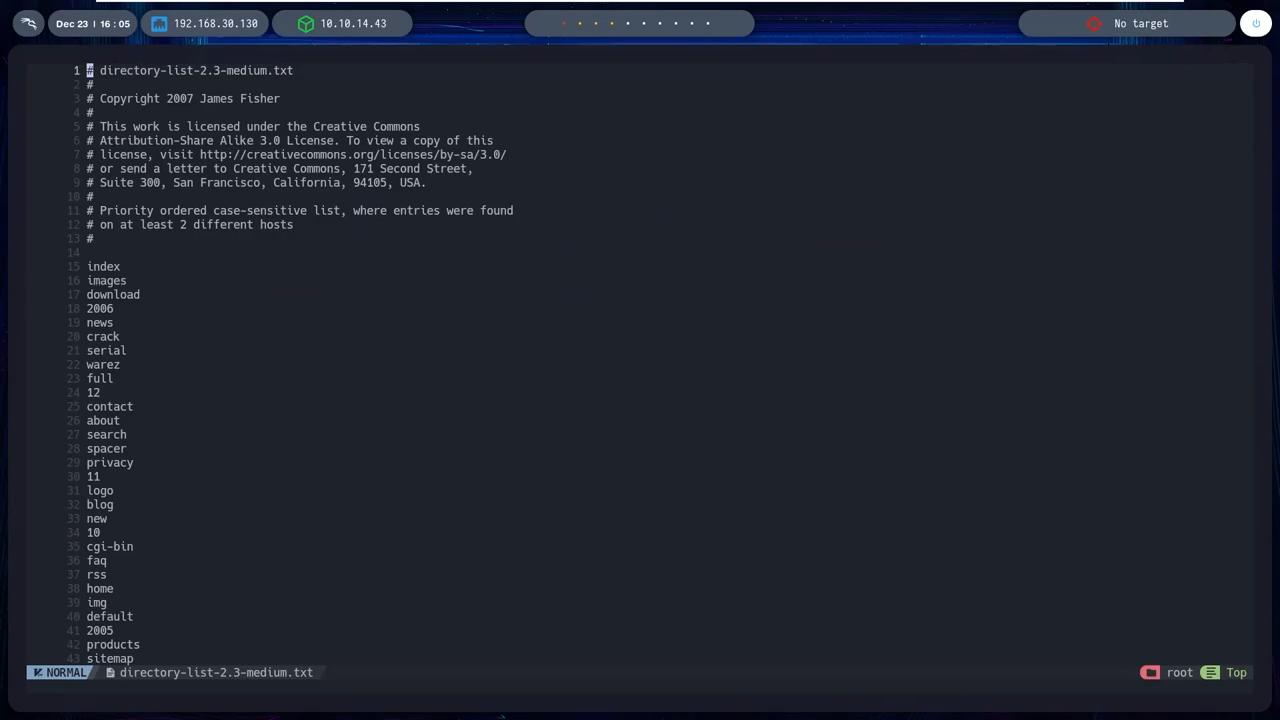 Dec 23 | 16:05
192.168.30.130
10.10.14.43
No target
1 # directory-list-2.3-medium.txt
2 #
3 # Copyright 2007 James Fisher
4 #
5 # This work is licensed under the Creative Commons
6 # Attribution-Share Alike 3.0 License. To view a copy of this
7 # license, visit http://creativecommons.org/licenses/by-sa/3.0/
8 # or send a letter to Creative Commons, 171 Second Street,
9 # Suite 300, San Francisco, California, 94105, USA.
10 #
11 # Priority ordered case-sensitive list, where entries were found
12 # on at least 2 different hosts
13 #
14
15 index
16 images
17 download
18 2006
19 news
20 crack
21 serial
22 warez
23 full
24 12
25 contact
26 about
27 search
28 spacer
29 privacy
30 11
31 logo
32 blog
33 new
34 10
35 cgi-bin
36 faq
37 rss
38 home
39 img
40 default
41 2005
42 products
43 sitemap
NORMAL directory-list-2.3-medium.txt root Top